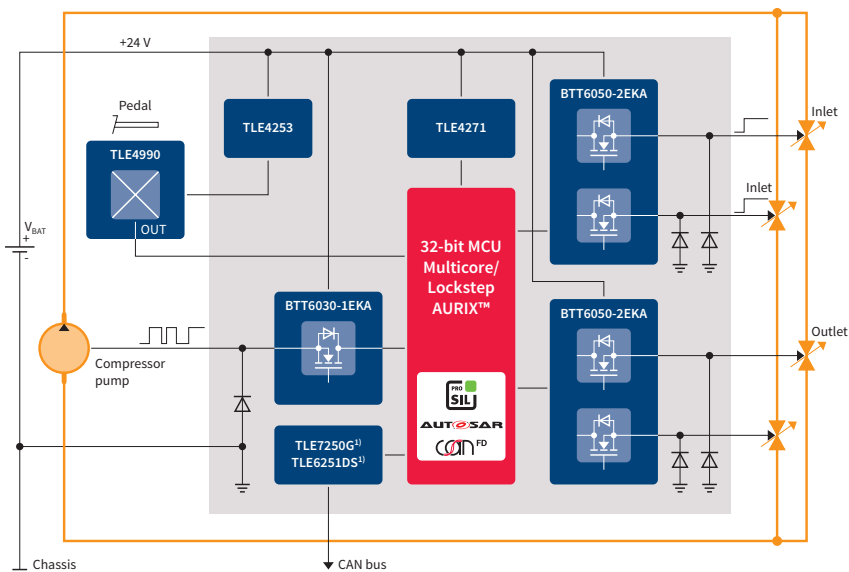 +24 V
Pedal
TLE4990
OUT
TLE4253
TLE4271
BTT6050-2EKA
Inlet
Inlet
VBAT
+
-
32-bit MCU
Multicore/
Lockstep
AURIX™
BTT6030-1EKA
BTT6050-2EKA
Outlet
Compressor
pump
PRO
SIL
AUTOSAR
CAN FD
TLE7250G1)
TLE6251DS1)
Chassis
CAN bus